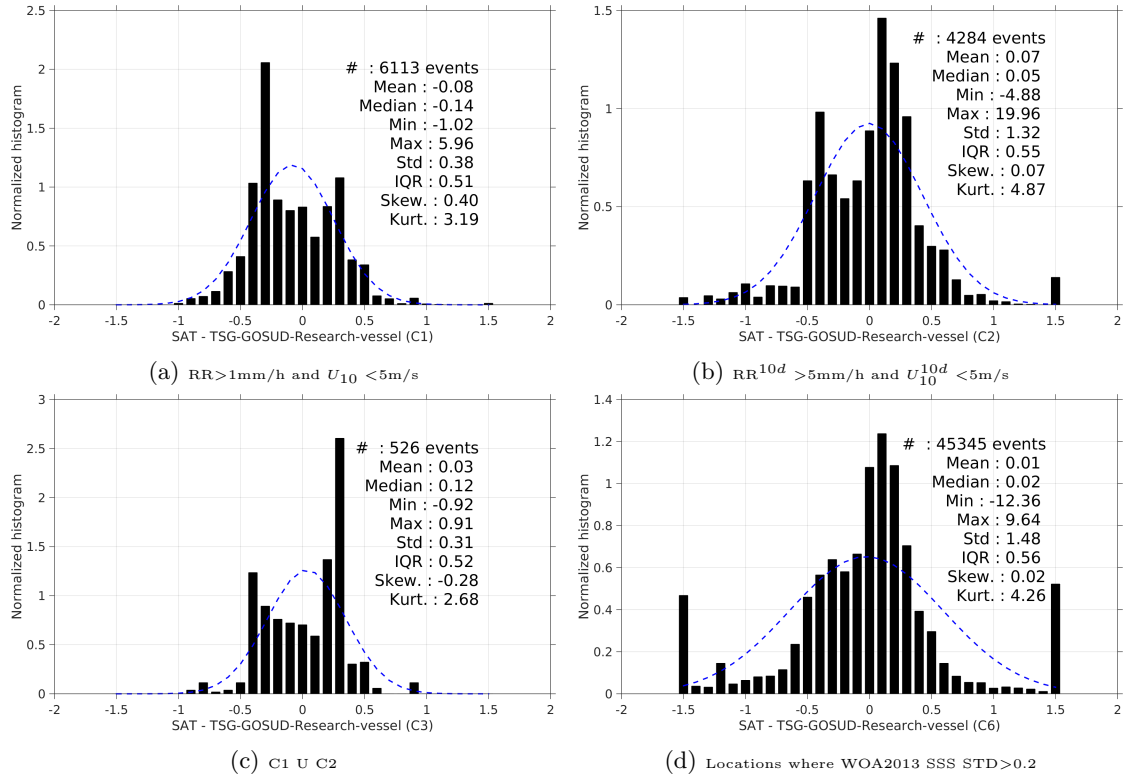 2.5
2
1.5
1
0.5
0
-2
-1.5
-1
-0.5
0
0.5
1
1.5
2
Normalized histogram
# : 6113 events
Mean : -0.08
Median : -0.14
Min : -1.02
Max : 5.96
Std : 0.38
IQR : 0.51
Skew. : 0.40
Kurt. : 3.19
SAT - TSG-GOSUD-Research-vessel (C1)
(a) RR>1mm/h and U10 <5m/s
1.5
1
0.5
0
-2
-1.5
-1
-0.5
0
0.5
1
1.5
2
Normalized histogram
# : 4284 events
Mean : 0.07
Median : 0.05
Min : -4.88
Max : 19.96
Std : 1.32
IQR : 0.55
Skew. : 0.07
Kurt. : 4.87
SAT - TSG-GOSUD-Research-vessel (C2)
(b) RR10d >5mm/h and U10d10 <5m/s
3
2.5
2
1.5
1
0.5
0
-2
-1.5
-1
-0.5
0
0.5
1
1.5
2
Normalized histogram
# : 526 events
Mean : 0.03
Median : 0.12
Min : -0.92
Max : 0.91
Std : 0.31
IQR : 0.52
Skew. : -0.28
Kurt. : 2.68
SAT - TSG-GOSUD-Research-vessel (C3)
(c) C1 U C2
1.4
1.2
1
0.8
0.6
0.4
0.2
0
-2
-1.5
-1
-0.5
0
0.5
1
1.5
2
Normalized histogram
# : 45345 events
Mean : 0.01
Median : 0.02
Min : -12.36
Max : 9.64
Std : 1.48
IQR : 0.56
Skew. : 0.02
Kurt. : 4.26
SAT - TSG-GOSUD-Research-vessel (C6)
(d) Locations where WOA2013 SSS STD>0.2